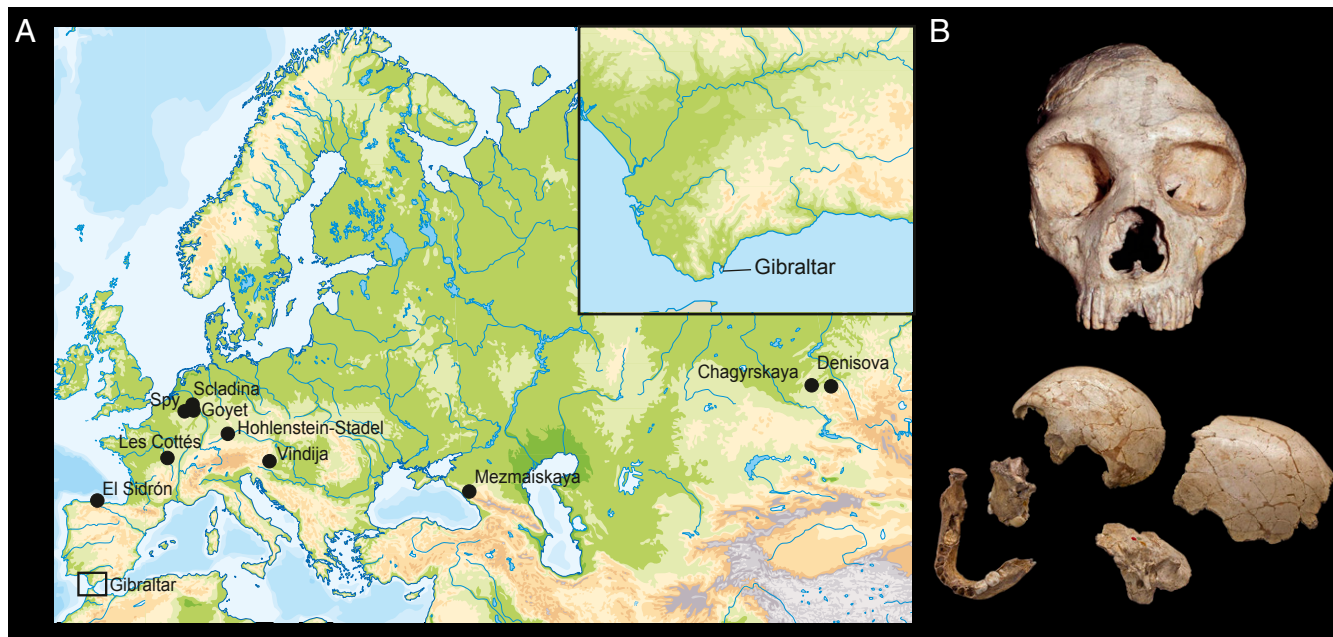 A
B
Gibraltar
Chagyrskaya
Denisova
Scladina
Spy
Goyet
Hohlenstein-Stadel
Les Cottés
Vindija
Mezmaiskaya
El Sidrón
Gibraltar